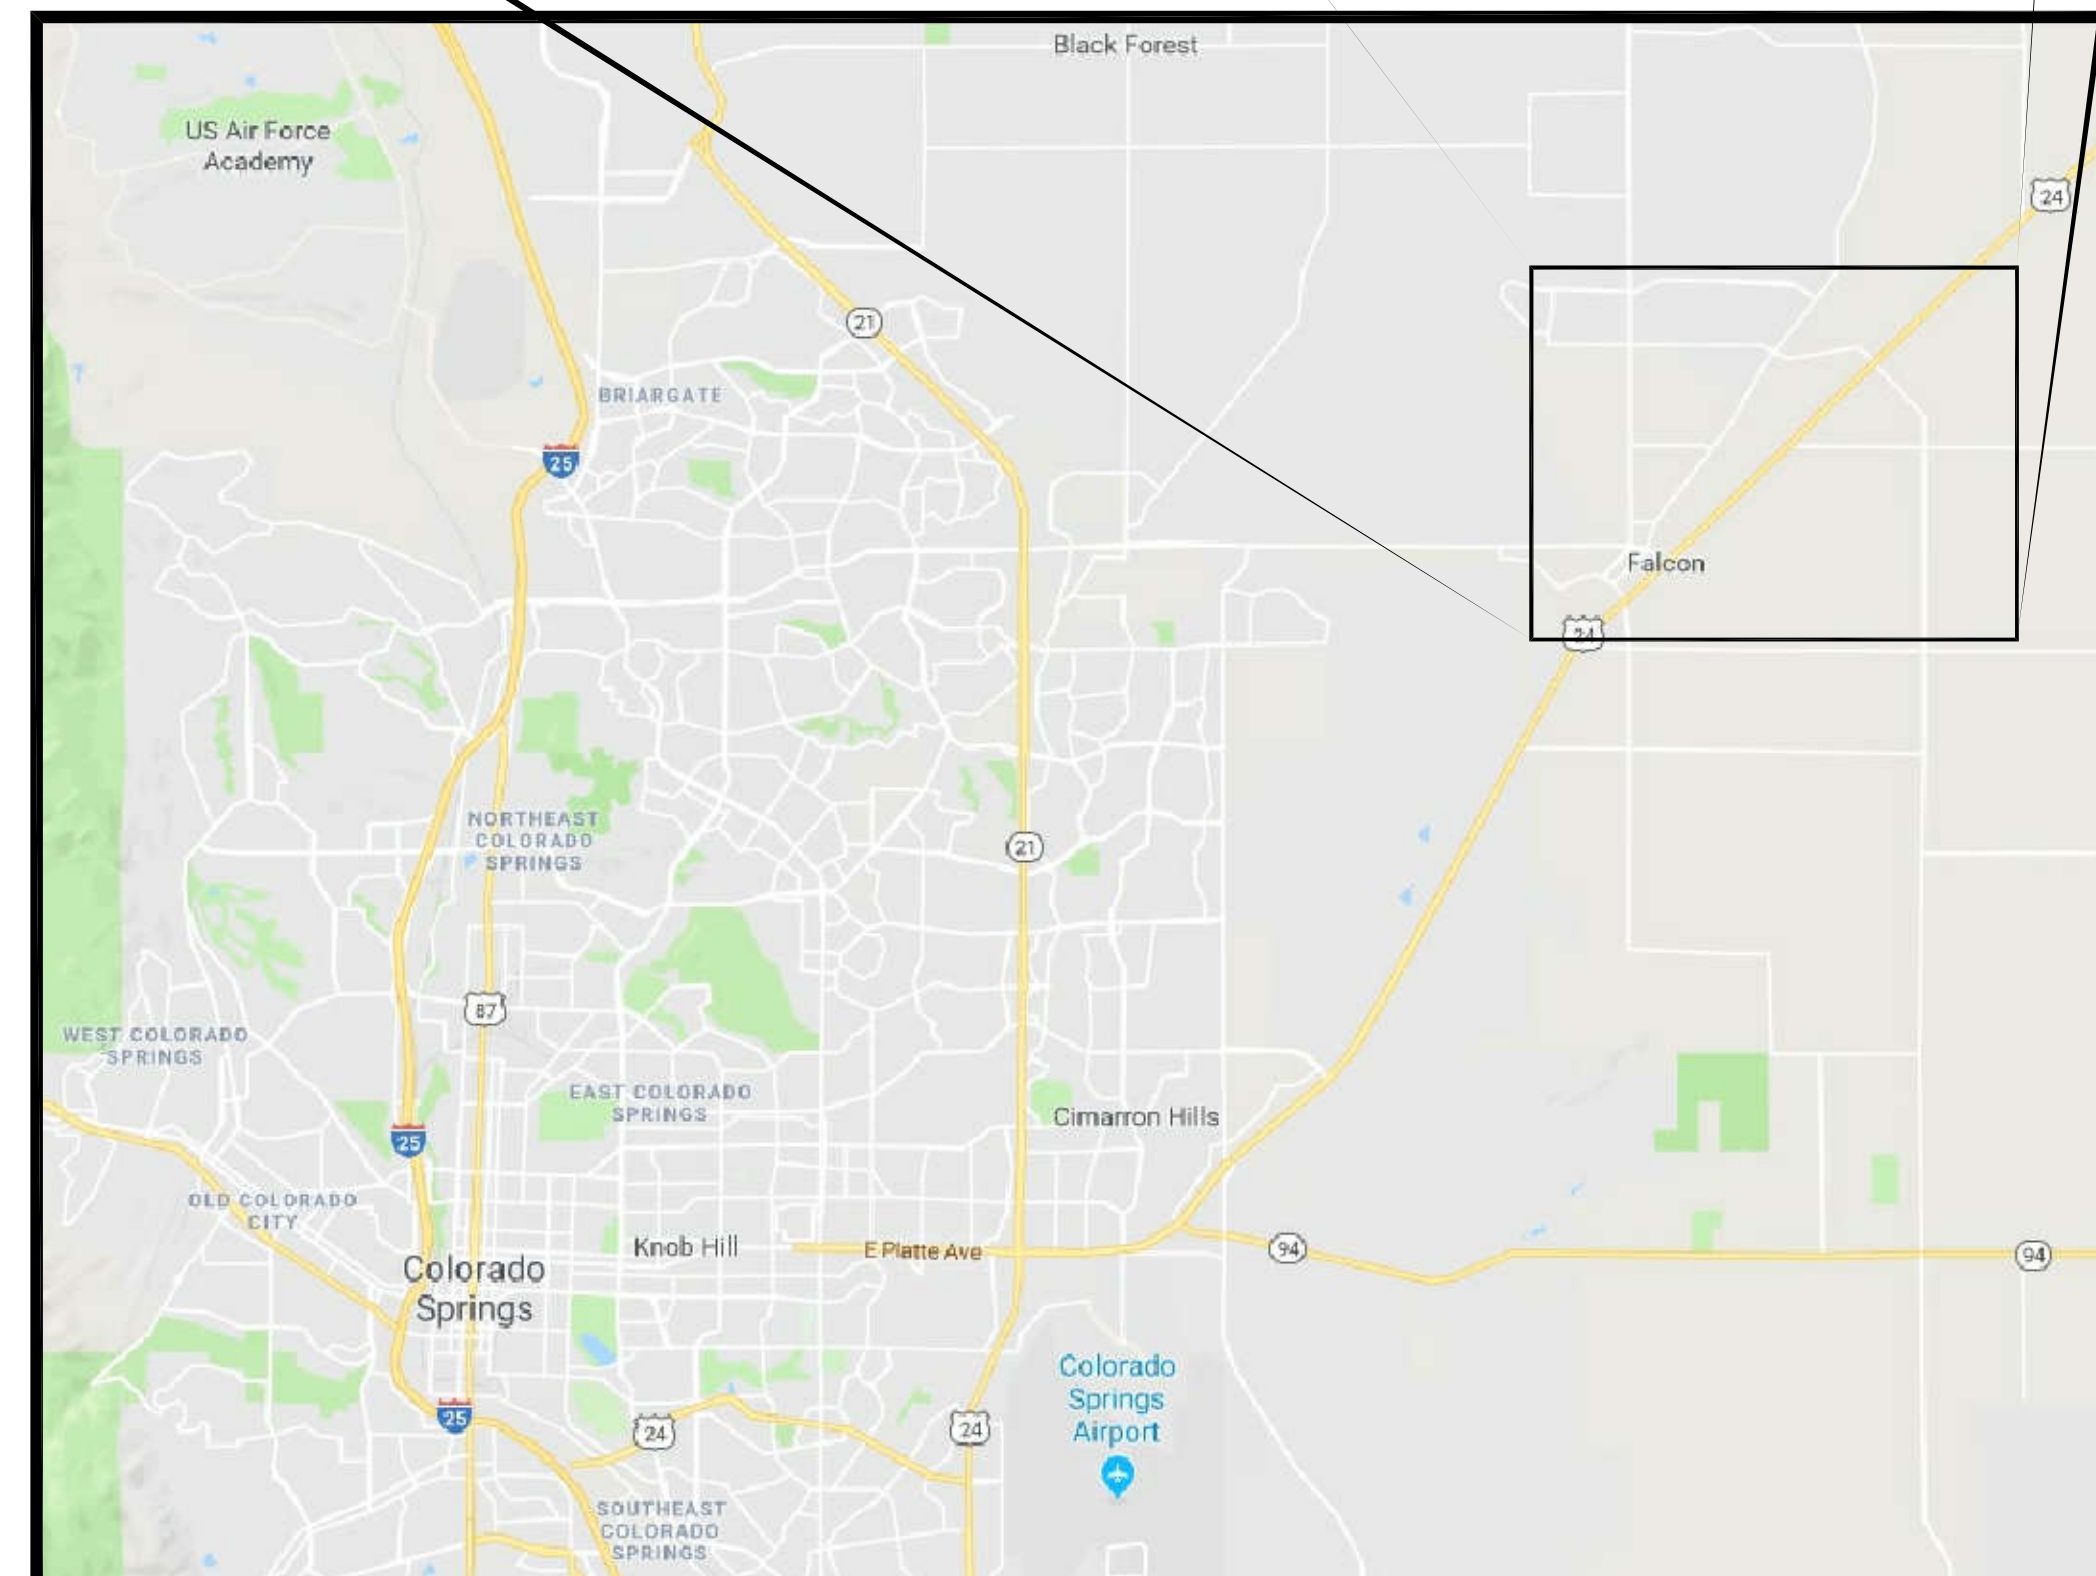 Black Forest
US Air Force
Academy
24
21
BRIARGATE
25
Falcon
24
NORTHEAST
COLORADO
SPRINGS
21
87
WEST COLORADO
SPRINGS
EAST COLORADO
SPRINGS
Cimarron Hills
25
OLD COLORADO
CITY
Knob Hill
E Platte Ave
94
94
Colorado
Springs
Colorado
Springs
Airport
25
24
24
SOUTHEAST
COLORADO
SPRINGS